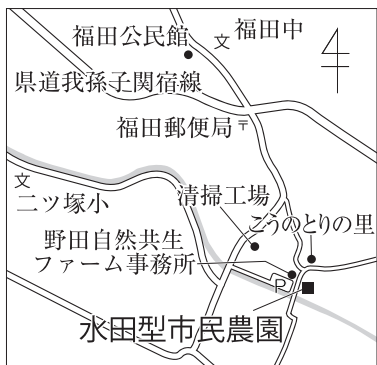 福田公民館
文 福田中
県道我孫子関宿線
福田郵便局〒
文
二ツ塚小
清掃工場
こうのとりの里
野田自然共生
ファーム事務所
P
水田型市民農園